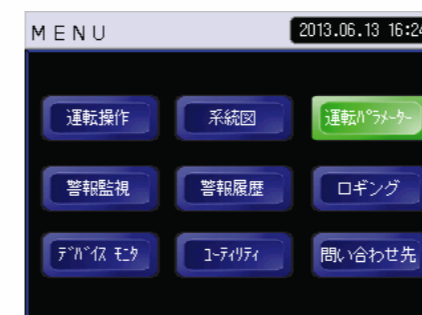 MENU 2013.06.13 16:24
運転操作 系統図 運転ﾊﾟﾗﾒｰﾀｰ
警報監視 警報履歴 ロギング
ﾃﾞﾊﾞｲｽ ﾓﾆﾀ ﾕｰﾃｨﾘﾃｨ 問い合わせ先